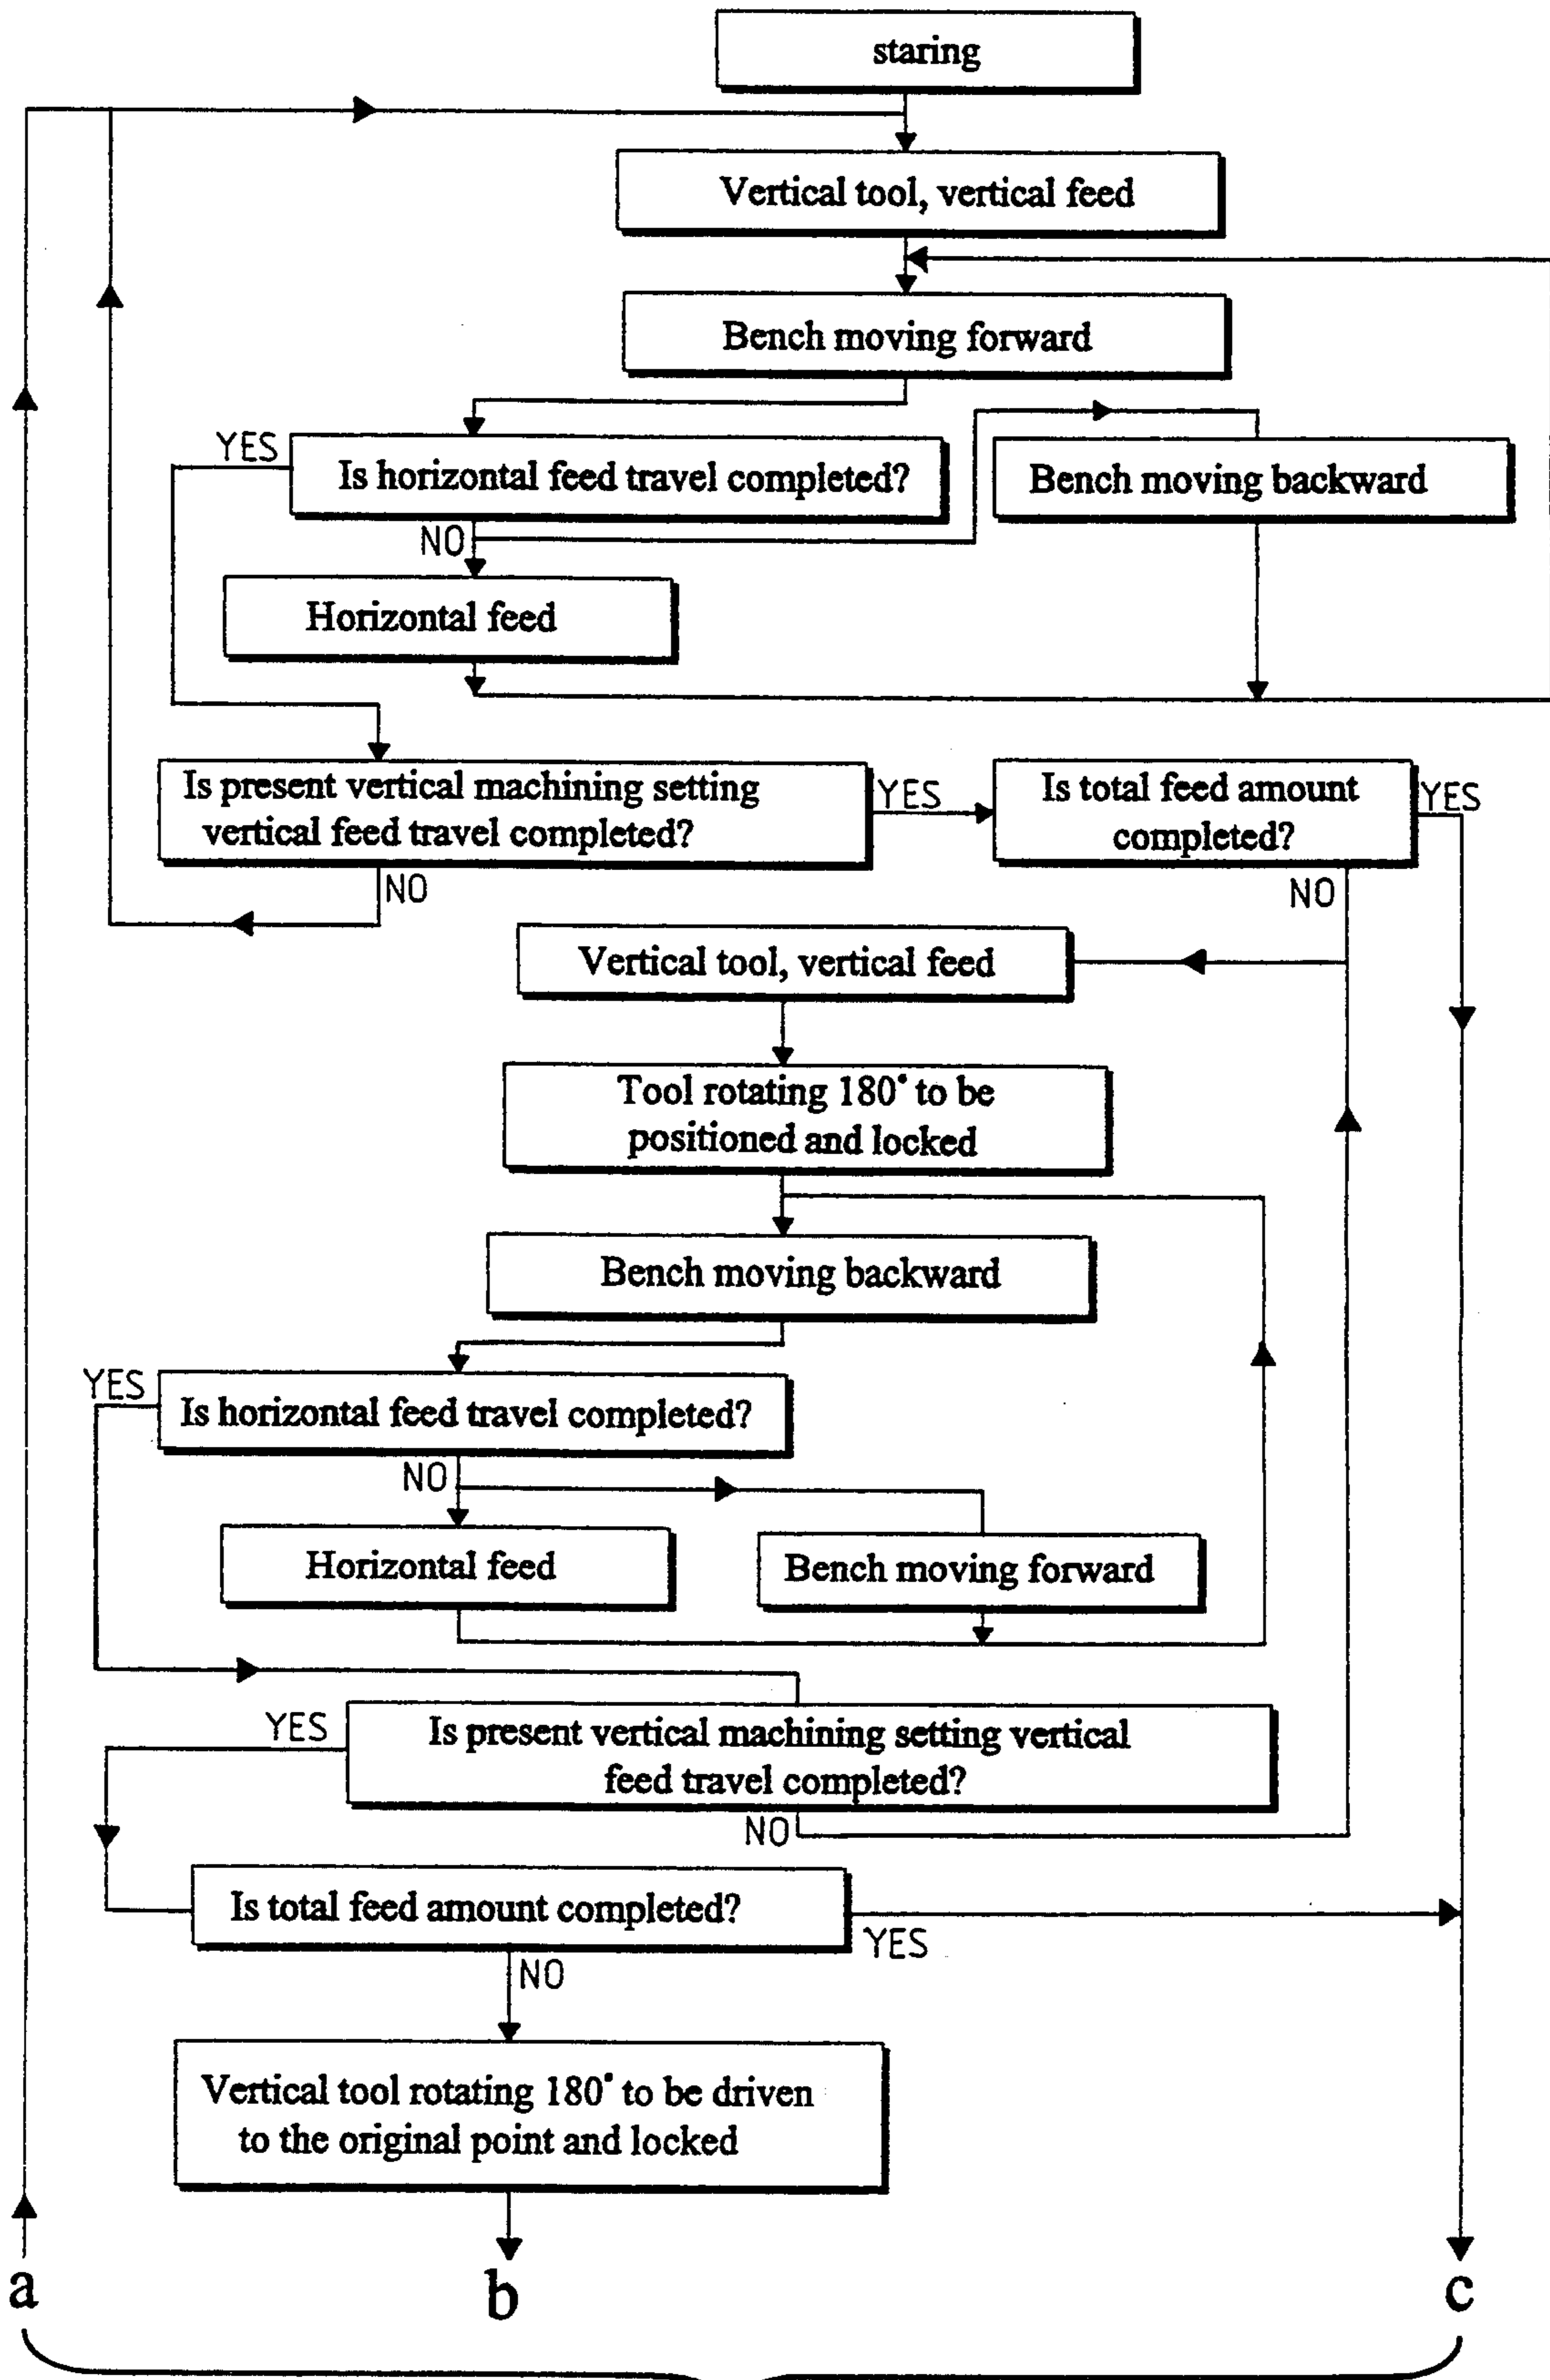 staring
Vertical tool, vertical feed
Bench moving forward
YES
Is horizontal feed travel completed?
Bench moving backward
NO
Horizontal feed
Is present vertical machining setting
vertical feed travel completed?
YES
Is total feed amount
completed?
YES
NO
NO
Vertical tool, vertical feed
Tool rotating 180° to be
positioned and locked
Bench moving backward
YES
Is horizontal feed travel completed?
NO
Horizontal feed
Bench moving forward
YES
Is present vertical machining setting vertical
feed travel completed?
NO
Is total feed amount completed?
YES
NO
Vertical tool rotating 180° to be driven
to the original point and locked
a
b
c